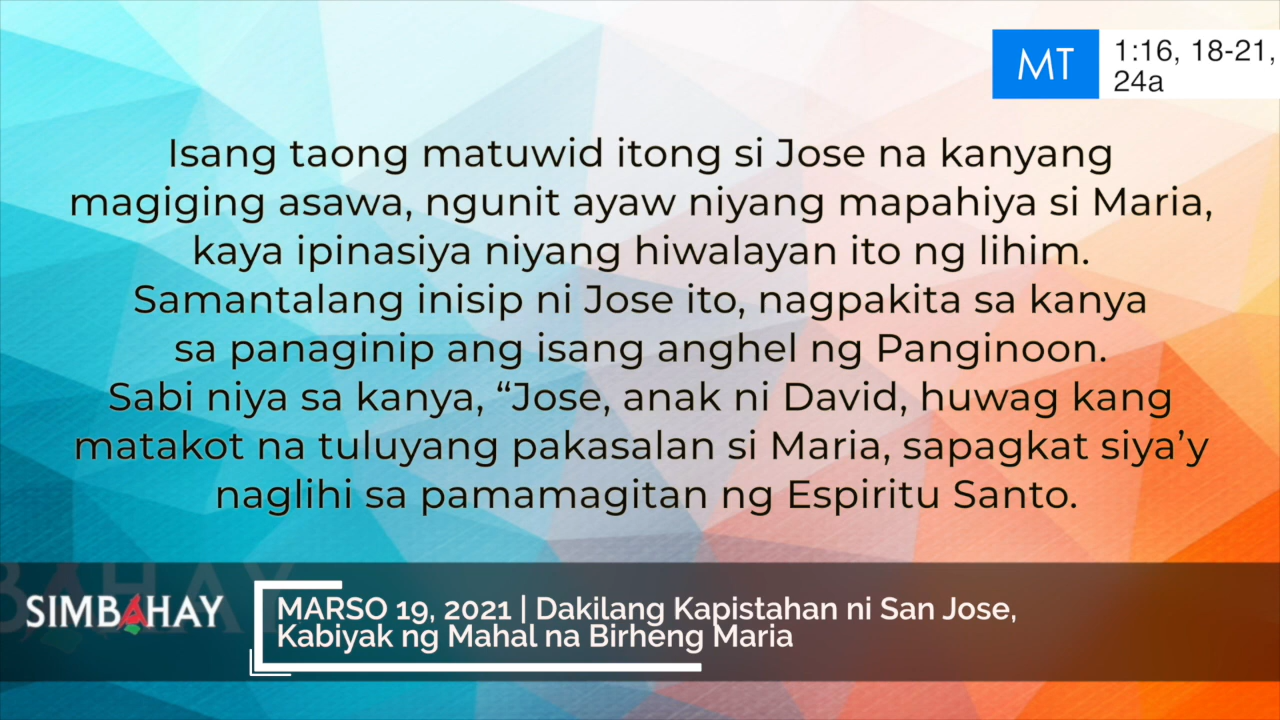 MT
1:16, 18-21,
24a
Isang taong matuwid itong si Jose na kanyang
magiging asawa, ngunit ayaw niyang mapahiya si Maria,
kaya ipinasiya niyang hiwalayan ito ng lihim.
Samantalang inisip ni Jose ito, nagpakita sa kanya
sa panaginip ang isang anghel ng Panginoon.
Sabi niya sa kanya, “Jose, anak ni David, huwag kang
matakot na tuluyang pakasalan si Maria, sapagkat siya’y
naglihi sa pamamagitan ng Espiritu Santo.
SIMBAHAY
MARSO 19, 2021 | Dakilang Kapistahan ni San Jose,
Kabiyak ng Mahal na Birheng Maria